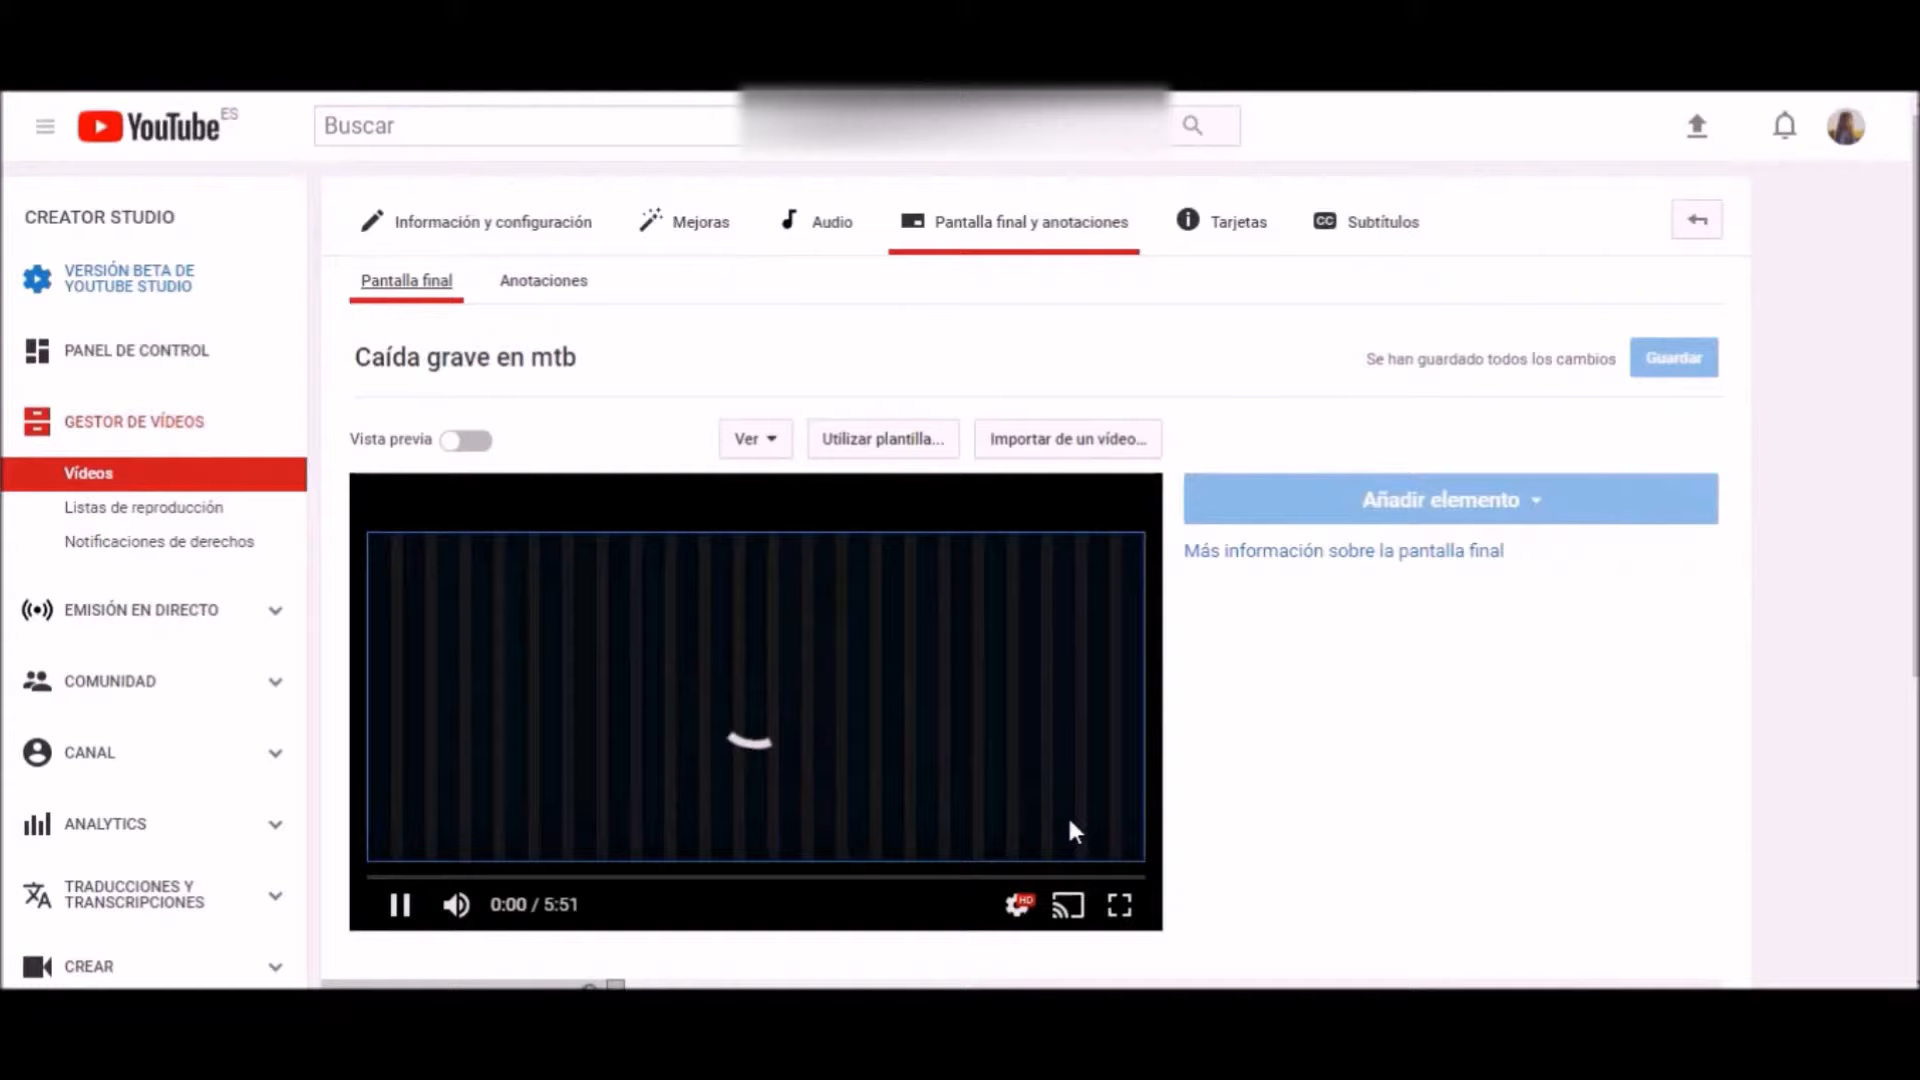 YouTube ES
Buscar
CREATOR STUDIO
VERSIÓN BETA DE
YOUTUBE STUDIO
PANEL DE CONTROL
GESTOR DE VÍDEOS
Vídeos
Listas de reproducción
Notificaciones de derechos
EMISIÓN EN DIRECTO
COMUNIDAD
CANAL
ANALYTICS
TRADUCCIONES Y
TRANSCRIPCIONES
CREAR
Información y configuración
Mejoras
Audio
Pantalla final y anotaciones
Tarjetas
CC Subtítulos
Pantalla final
Anotaciones
Caída grave en mtb
Se han guardado todos los cambios
Guardar
Vista previa
Ver
Utilizar plantilla...
Importar de un vídeo...
Añadir elemento
Más información sobre la pantalla final
0:00 / 5:51
HD